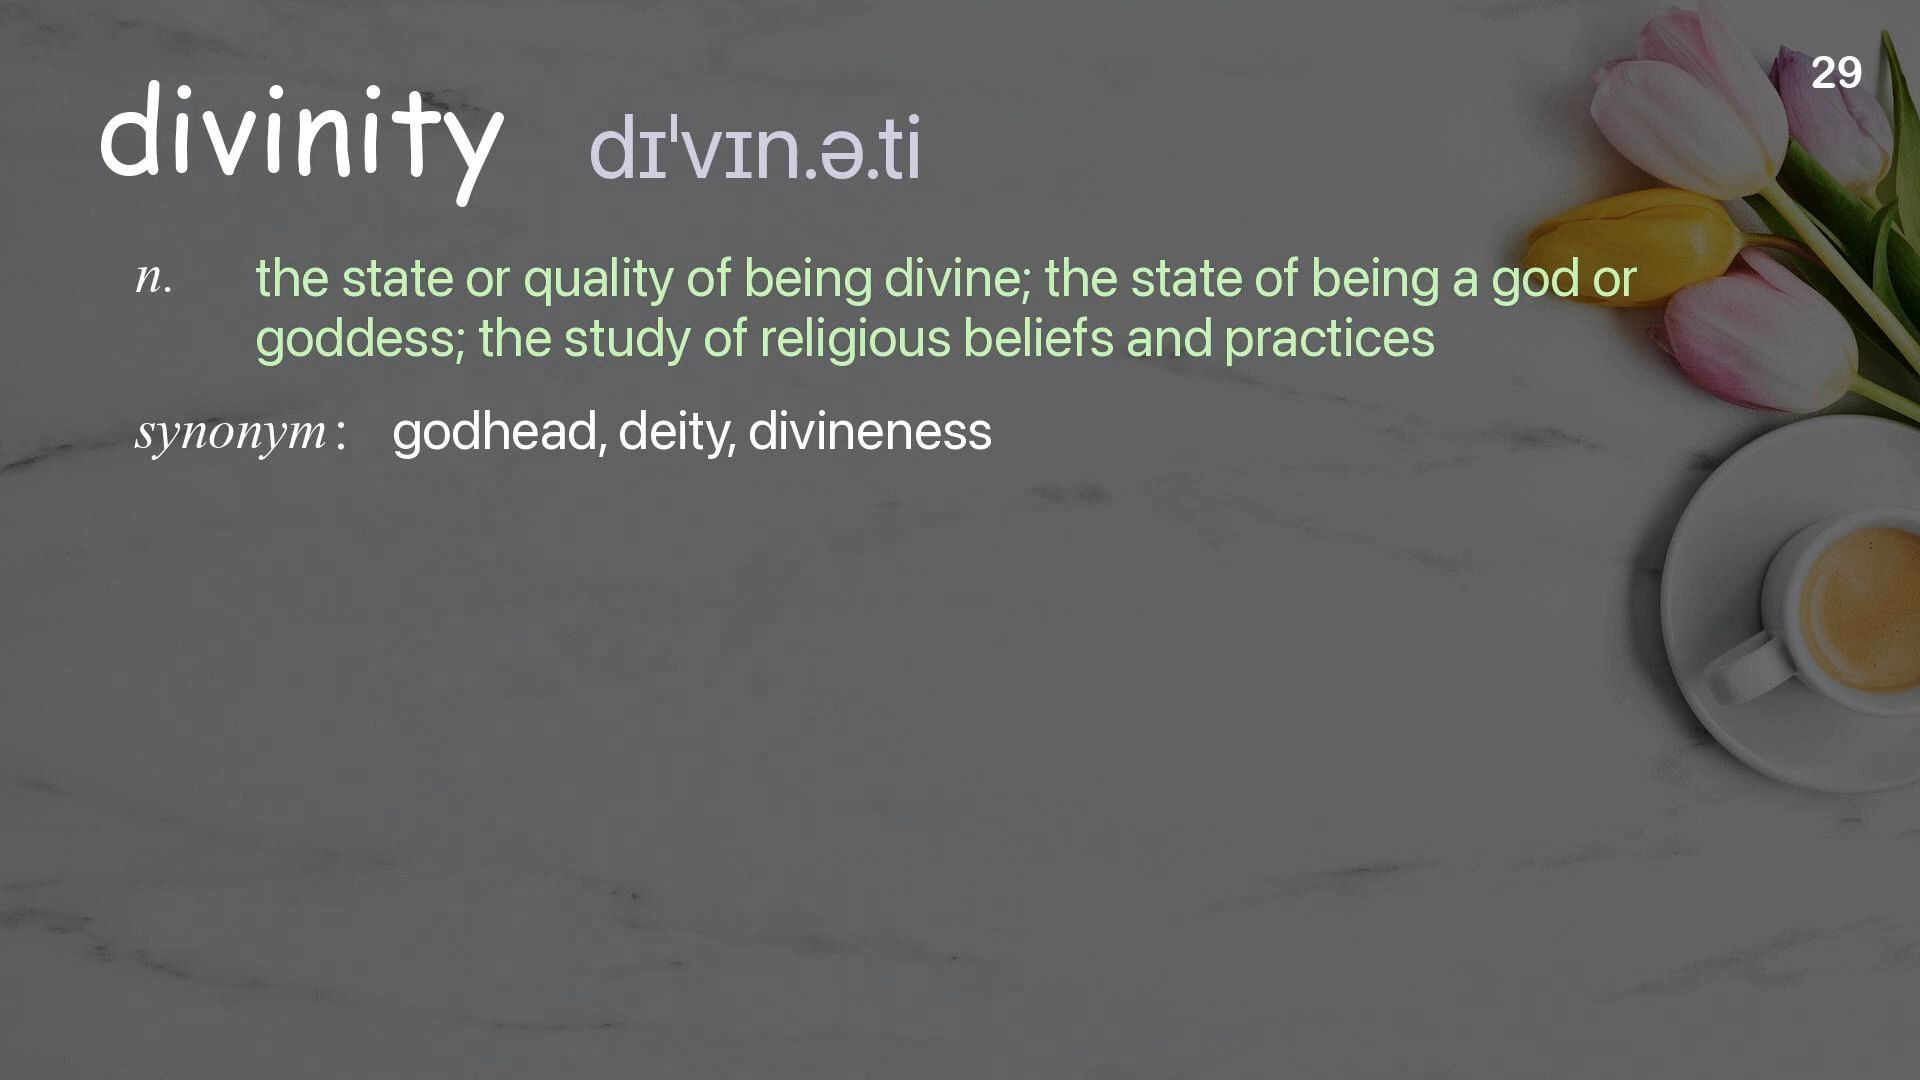 29
divinity dɪˈvɪn.ə.ti
n. the state or quality of being divine; the state of being a god or
goddess; the study of religious beliefs and practices
synonym: godhead, deity, divineness